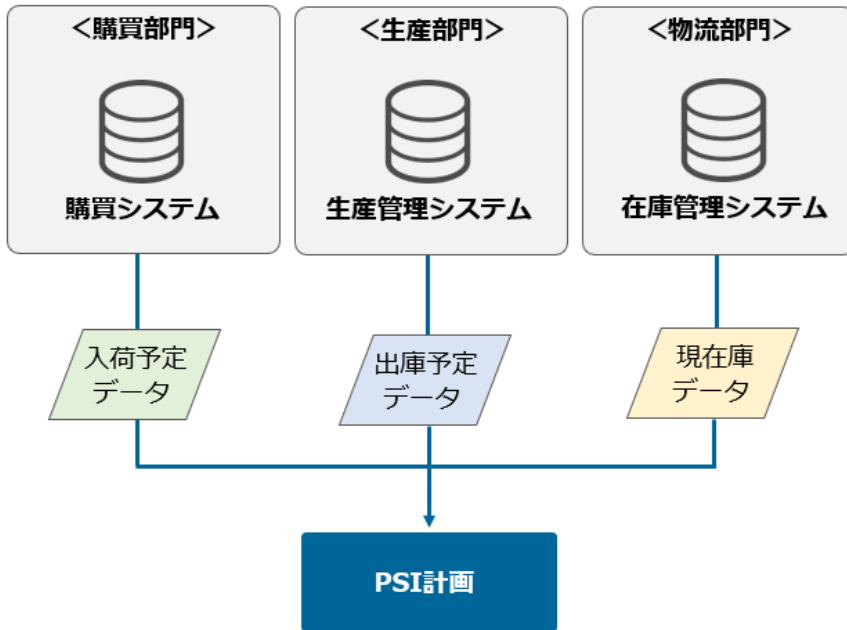 ＜購買部門＞
購買システム
＜生産部門＞
生産管理システム
＜物流部門＞
在庫管理システム
入荷予定
データ
出庫予定
データ
現在庫
データ
PSI計画